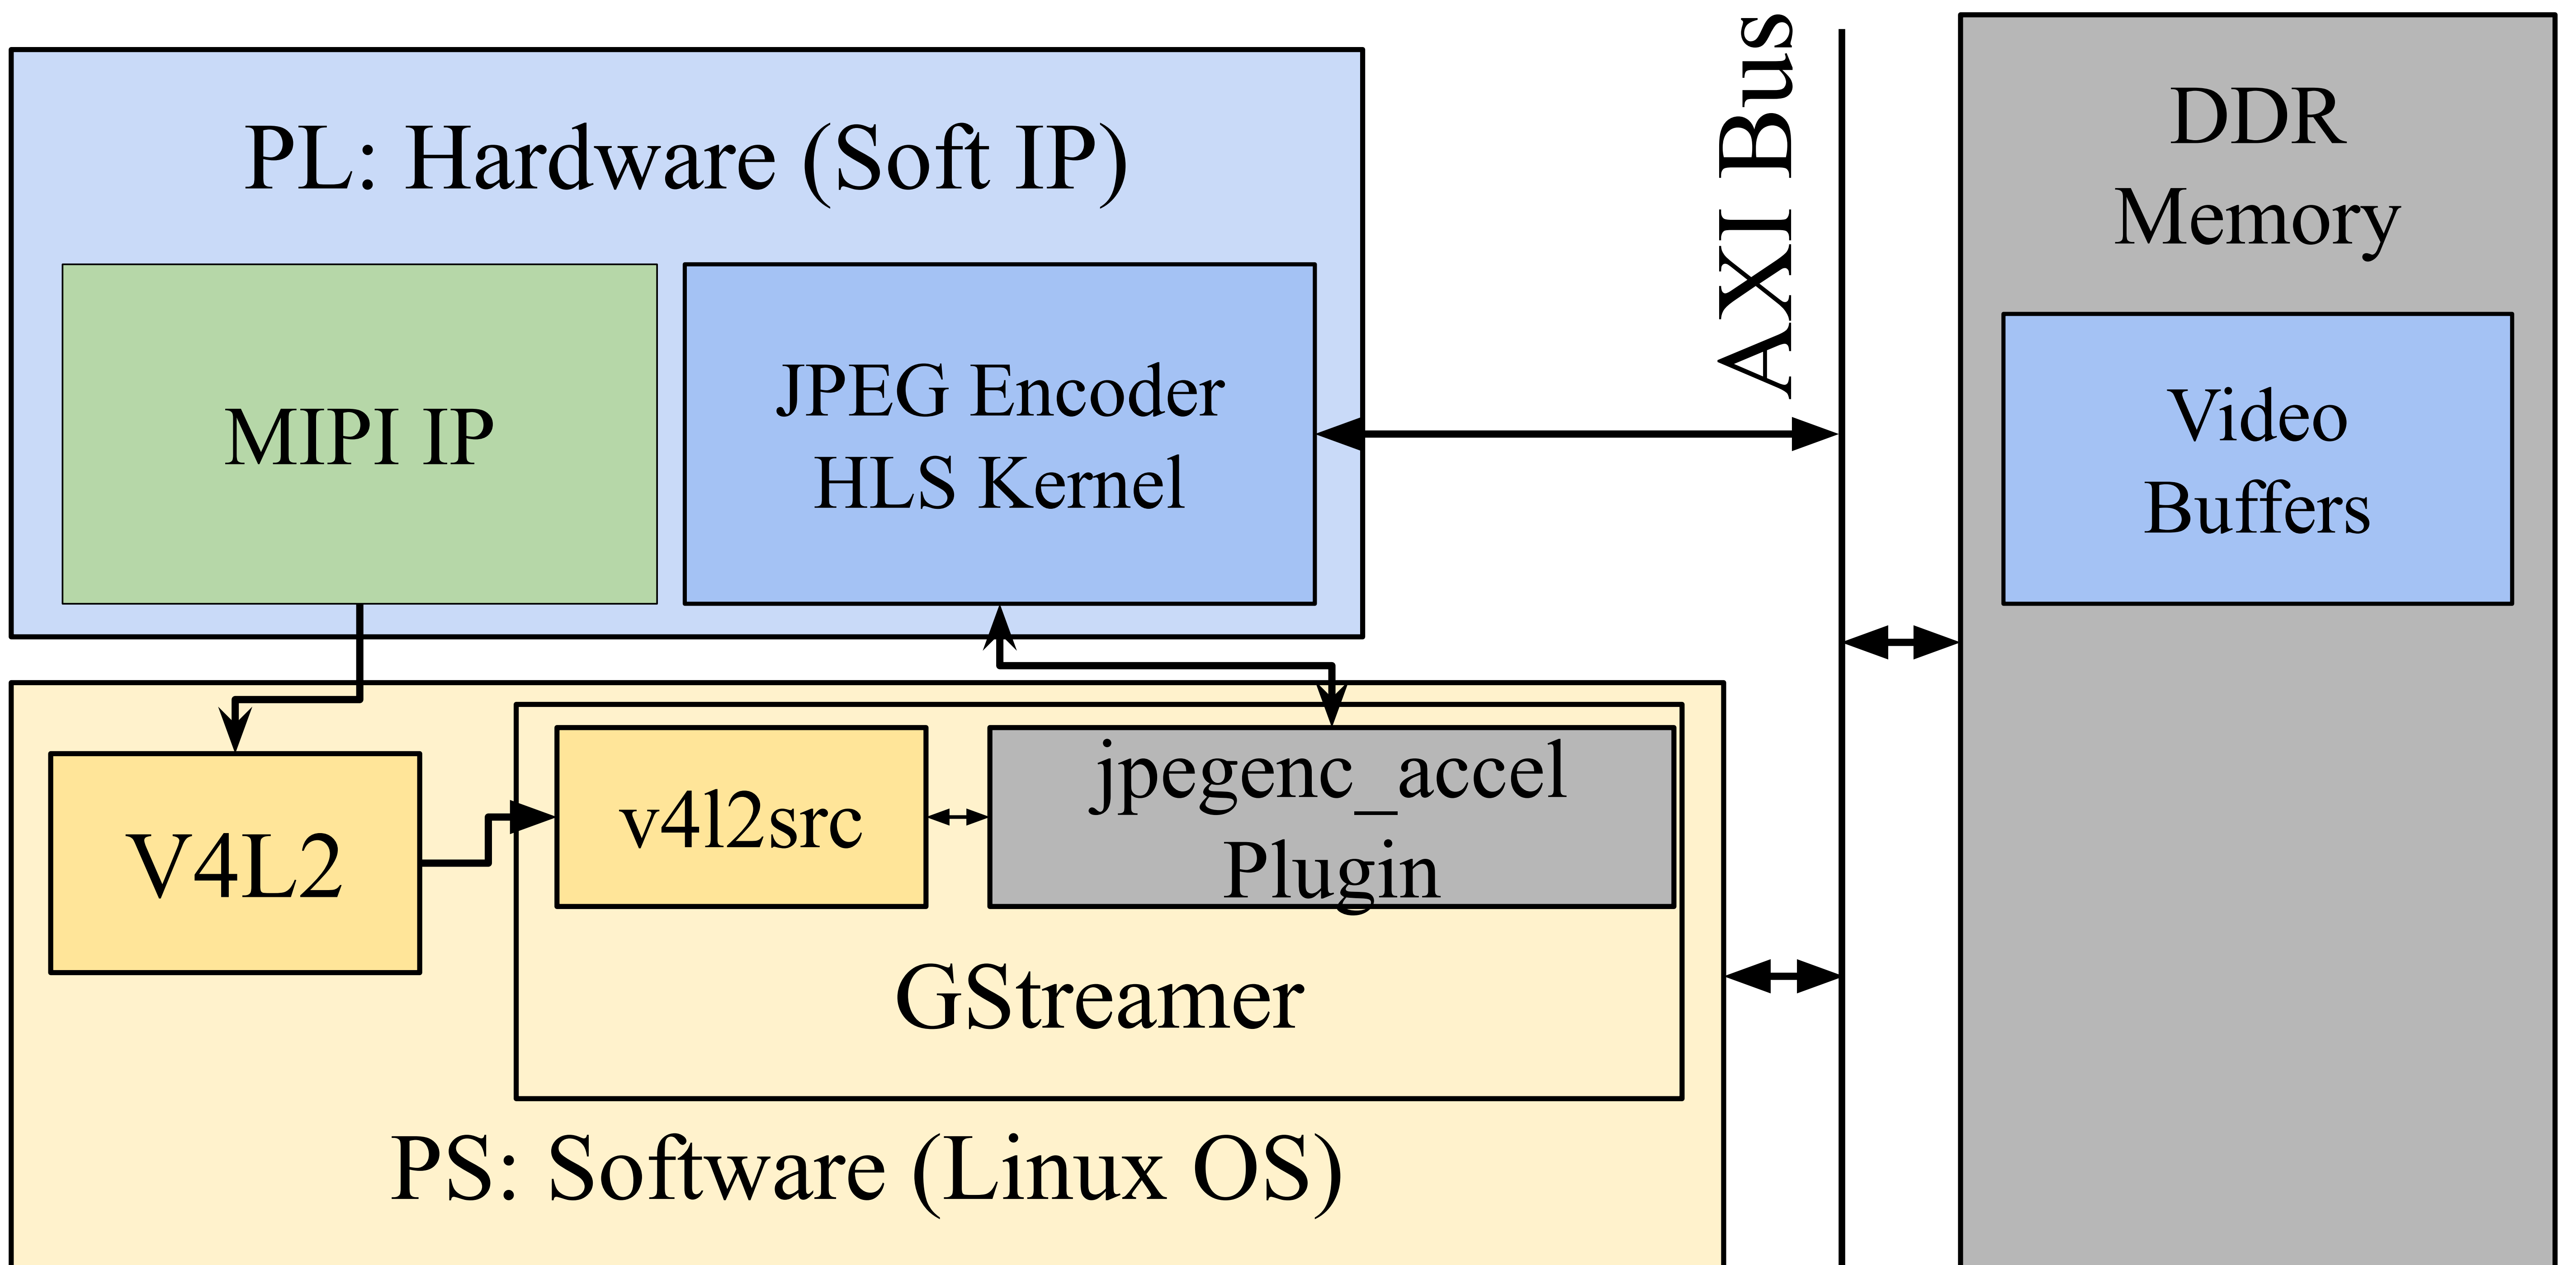 PL: Hardware (Soft IP)
MIPI IP
JPEG Encoder
HLS Kernel
AXI Bus
DDR
Memory
Video
Buffers
V4L2
v4l2src
jpegenc_accel
Plugin
GStreamer
PS: Software (Linux OS)